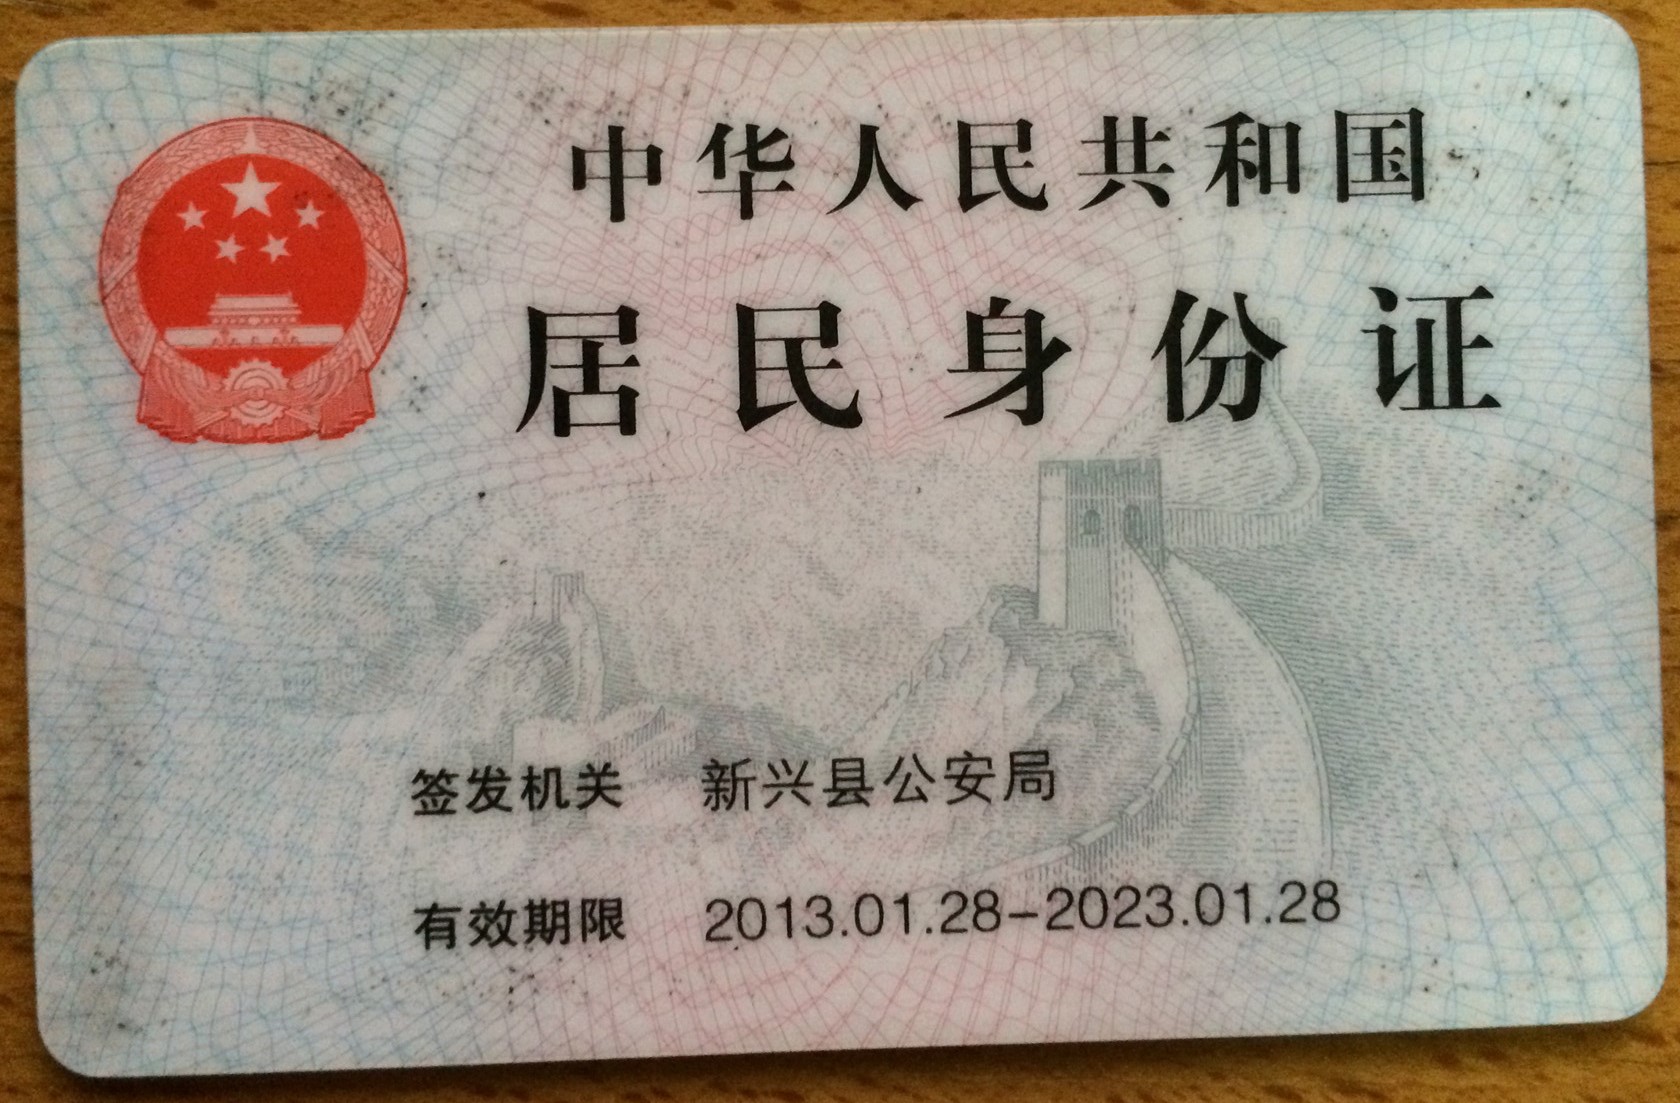 中华人民共和国
居民身份证
签发机关 新兴县公安局
有效期限 2013.01.28-2023.01.28